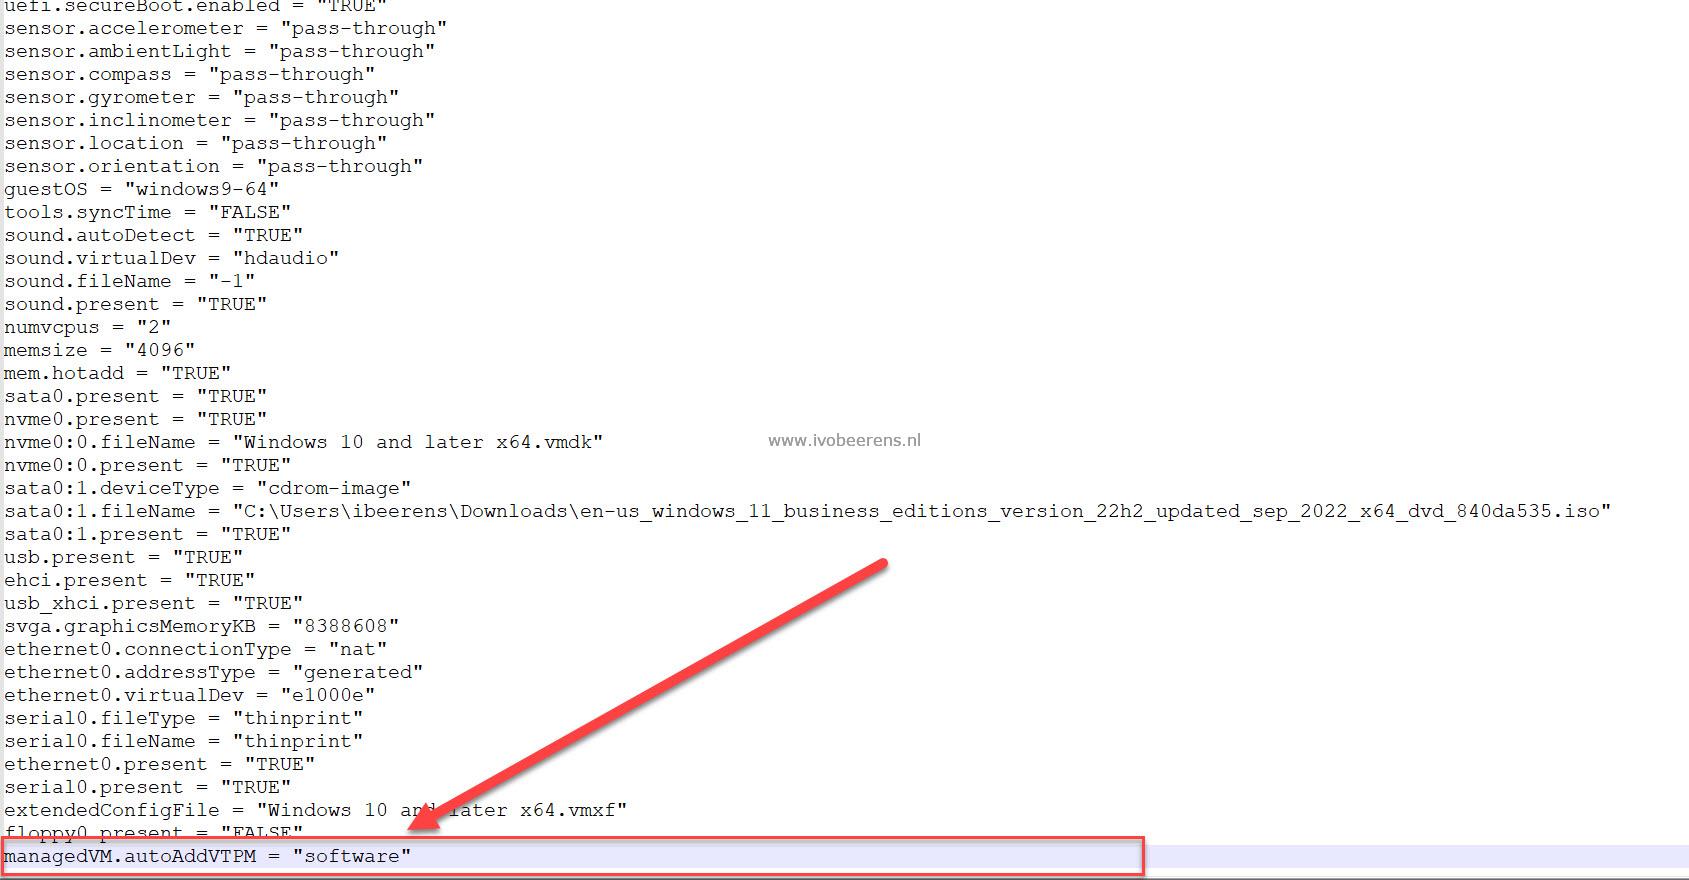 uefi.secureBoot.enabled = "TRUE"
sensor.accelerometer = "pass-through"
sensor.ambientLight = "pass-through"
sensor.compass = "pass-through"
sensor.gyrometer = "pass-through"
sensor.inclinometer = "pass-through"
sensor.location = "pass-through"
sensor.orientation = "pass-through"
guestOS = "windows9-64"
tools.syncTime = "FALSE"
sound.autoDetect = "TRUE"
sound.virtualDev = "hdaudio"
sound.fileName = "-1"
sound.present = "TRUE"
numvcpus = "2"
memsize = "4096"
mem.hotadd = "TRUE"
sata0.present = "TRUE"
nvme0.present = "TRUE"
nvme0:0.fileName = "Windows 10 and later x64.vmdk"
www.ivobeerens.nl
nvme0:0.present = "TRUE"
sata0:1.deviceType = "cdrom-image"
sata0:1.fileName = "C:\Users\ibeerens\Downloads\en-us_windows_11_business_editions_version_22h2_updated_sep_2022_x64_dvd_840da535.iso"
sata0:1.present = "TRUE"
usb.present = "TRUE"
ehci.present = "TRUE"
usb_xhci.present = "TRUE"
svga.graphicsMemoryKB = "8388608"
ethernet0.connectionType = "nat"
ethernet0.addressType = "generated"
ethernet0.virtualDev = "e1000e"
serial0.fileType = "thinprint"
serial0.fileName = "thinprint"
ethernet0.present = "TRUE"
serial0.present = "TRUE"
extendedConfigFile = "Windows 10 and later x64.vmxf"
floppy0.present = "FALSE"
managedVM.autoAddVTPM = "software"